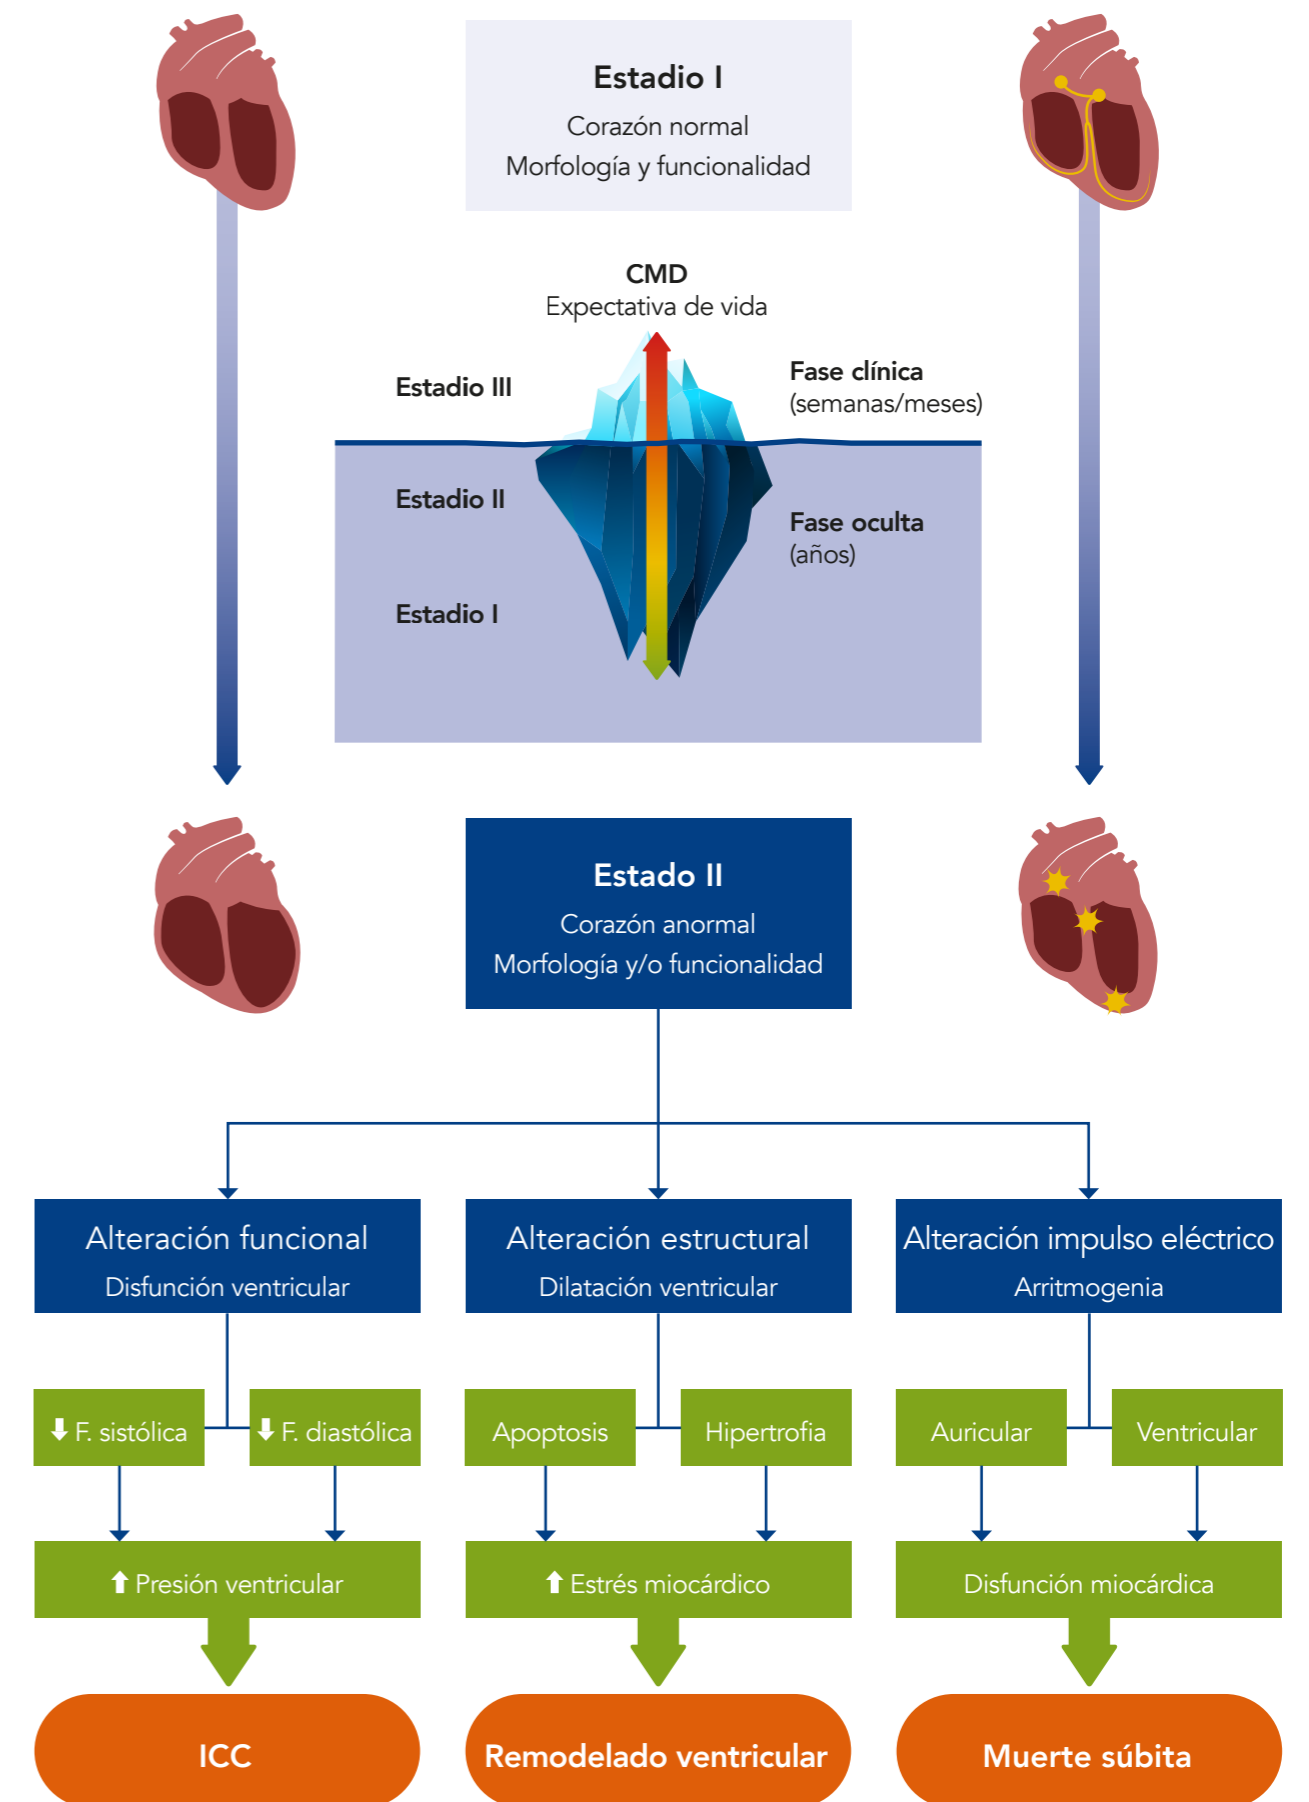 Estadio I
Corazón normal
Morfología y funcionalidad
CMD
Expectativa de vida
Estadio III
Fase clínica
(semanas/meses)
Estadio II
Fase oculta
(años)
Estadio I
Estado II
Corazón anormal
Morfología y/o funcionalidad
Alteración funcional
Disfunción ventricular
Alteración estructural
Dilatación ventricular
Alteración impulso eléctrico
Arritmogenia
⬇ F. sistólica
⬇ F. diastólica
Apoptosis
Hipertrofia
Auricular
Ventricular
⬆ Presión ventricular
⬆ Estrés miocárdico
Disfunción miocárdica
ICC
Remodelado ventricular
Muerte súbita